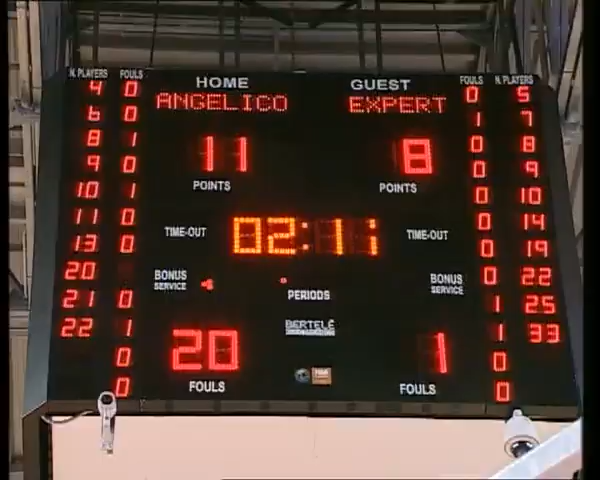 N. PLAYERS FOULS HOME GUEST FOULS N. PLAYERS
4 0 ANGELICO EXPERT 0 5
6 0 1 7
8 1 11 8 0 8
9 0 0 9
10 1 POINTS POINTS 0 10
11 0 0 14
13 0 TIME-OUT 02:11 TIME-OUT 0 19
20 BONUS SERVICE BONUS SERVICE 0 22
21 0 PERIODS 1 25
22 1 BERTELÉ 1 33
0 20 1 0
0 FOULS FOULS 0